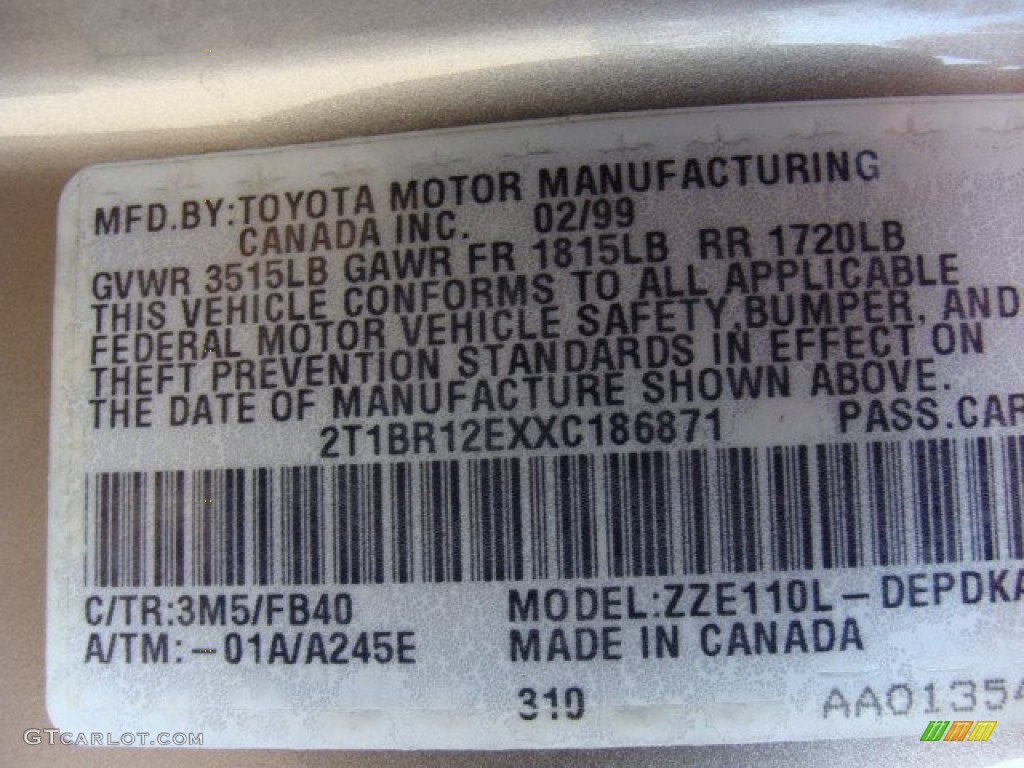 MFD.BY:TOYOTA MOTOR MANUFACTURING
CANADA INC. 02/99
GVWR 3515LB GAWR FR 1815LB RR 1720LB
THIS VEHICLE CONFORMS TO ALL APPLICABLE
FEDERAL MOTOR VEHICLE SAFETY,BUMPER, AND
THEFT PREVENTION STANDARDS IN EFFECT ON
THE DATE OF MANUFACTURE SHOWN ABOVE.
2T1BR12EXXC186871 PASS.CAR
C/TR:3M5/FB40 MODEL:ZZE110L-DEPDKA
A/TM:-01A/A245E MADE IN CANADA
310 AA01354
GTCARLOT.COM